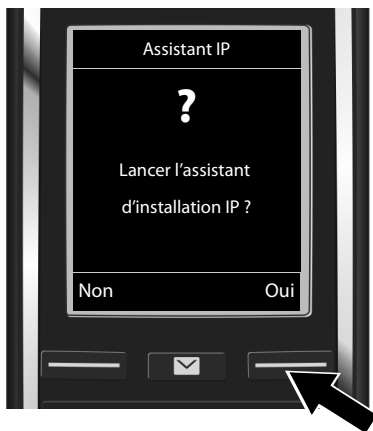 Assistant IP
?
Lancer l'assistant
d'installation IP ?
Non Oui